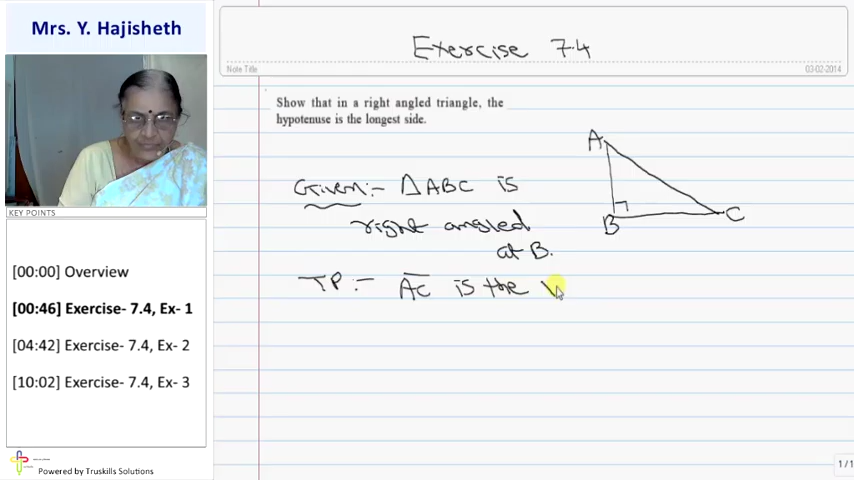 Mrs. Y. Hajisheth
KEY POINTS
[00:00] Overview
[00:46] Exercise- 7.4, Ex- 1
[04:42] Exercise- 7.4, Ex- 2
[10:02] Exercise- 7.4, Ex- 3
Powered by Truskills Solutions
Exercise 7.4
Note Title
03-02-2014
Show that in a right angled triangle, the
hypotenuse is the longest side.
Given:- △ABC is
right angled
at B.
TP:- AC is the
A
B
C
1/1